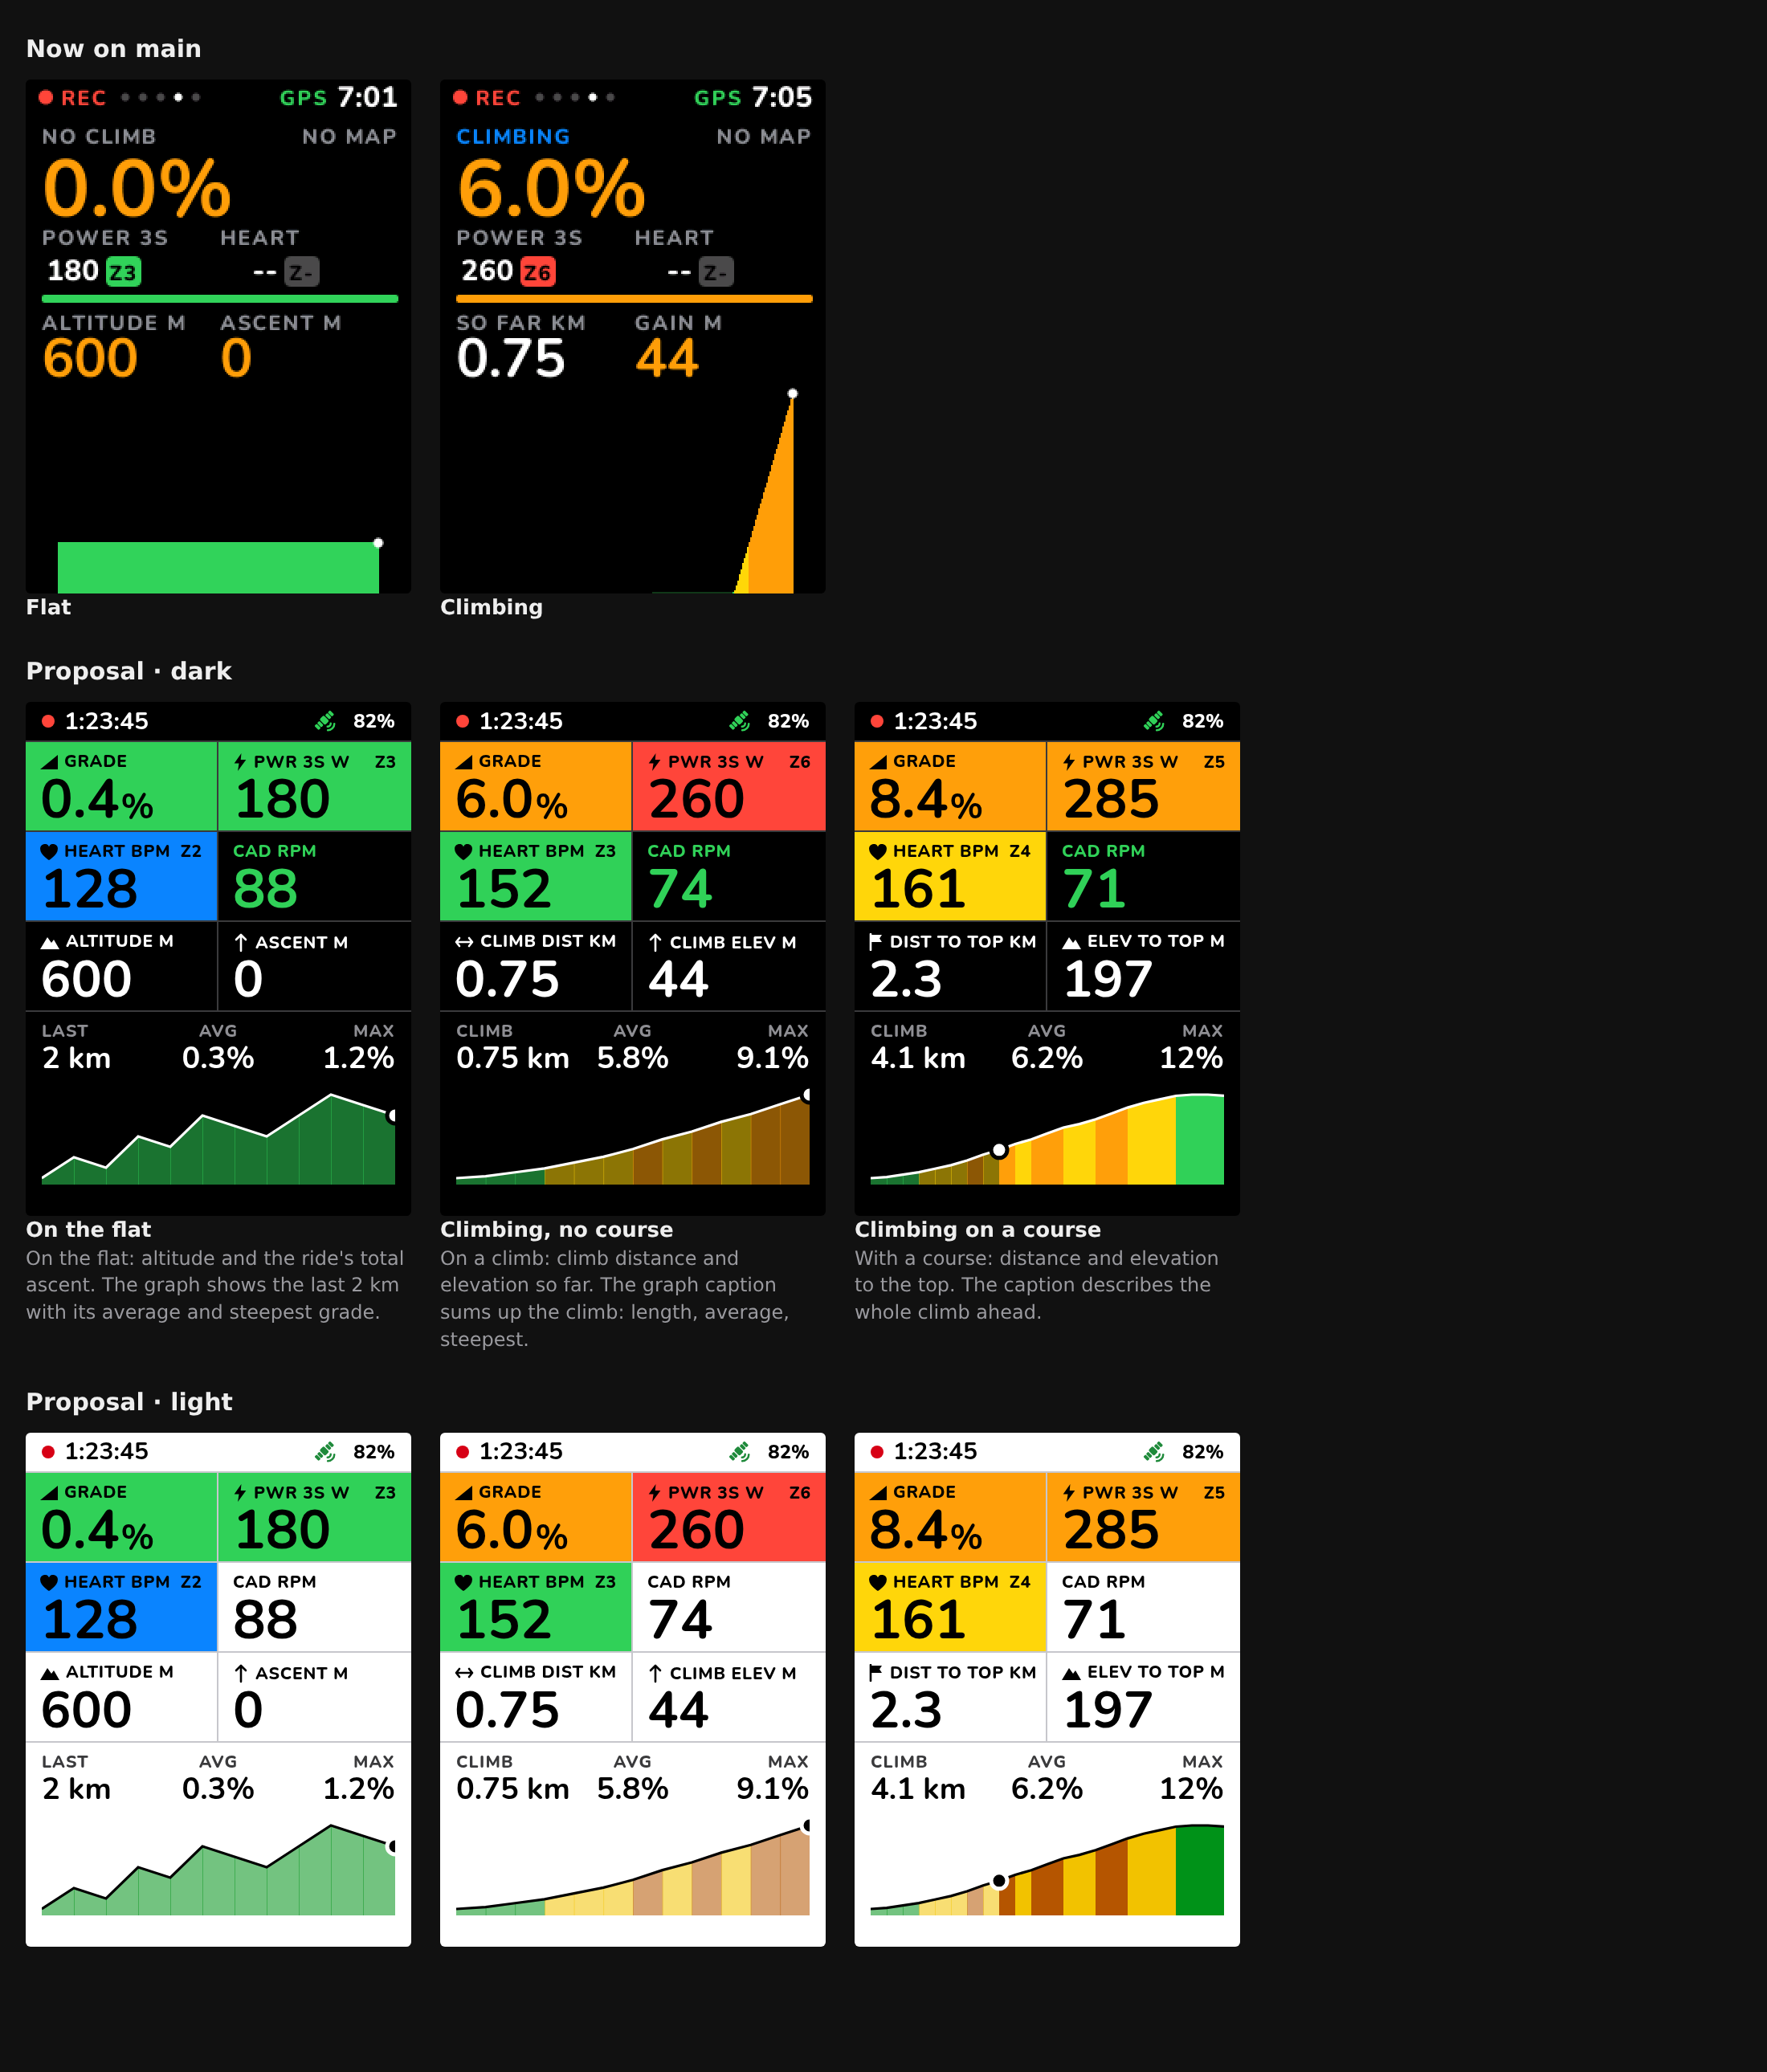 Now on main
REC GPS 7:01
NO CLIMB NO MAP
0.0%
POWER 3S HEART
180 Z3 -- Z-
ALTITUDE M ASCENT M
600 0
Flat
REC GPS 7:05
CLIMBING NO MAP
6.0%
POWER 3S HEART
260 Z6 -- Z-
SO FAR KM GAIN M
0.75 44
Climbing
Proposal · dark
1:23:45 82%
GRADE PWR 3S W Z3
0.4% 180
HEART BPM Z2 CAD RPM
128 88
ALTITUDE M ASCENT M
600 0
LAST AVG MAX
2 km 0.3% 1.2%
On the flat
On the flat: altitude and the ride's total
ascent. The graph shows the last 2 km
with its average and steepest grade.
1:23:45 82%
GRADE PWR 3S W Z6
6.0% 260
HEART BPM Z3 CAD RPM
152 74
CLIMB DIST KM CLIMB ELEV M
0.75 44
CLIMB AVG MAX
0.75 km 5.8% 9.1%
Climbing, no course
On a climb: climb distance and
elevation so far. The graph caption
sums up the climb: length, average,
steepest.
1:23:45 82%
GRADE PWR 3S W Z5
8.4% 285
HEART BPM Z4 CAD RPM
161 71
DIST TO TOP KM ELEV TO TOP M
2.3 197
CLIMB AVG MAX
4.1 km 6.2% 12%
Climbing on a course
With a course: distance and elevation
to the top. The caption describes the
whole climb ahead.
Proposal · light
1:23:45 82%
GRADE PWR 3S W Z3
0.4% 180
HEART BPM Z2 CAD RPM
128 88
ALTITUDE M ASCENT M
600 0
LAST AVG MAX
2 km 0.3% 1.2%
1:23:45 82%
GRADE PWR 3S W Z6
6.0% 260
HEART BPM Z3 CAD RPM
152 74
CLIMB DIST KM CLIMB ELEV M
0.75 44
CLIMB AVG MAX
0.75 km 5.8% 9.1%
1:23:45 82%
GRADE PWR 3S W Z5
8.4% 285
HEART BPM Z4 CAD RPM
161 71
DIST TO TOP KM ELEV TO TOP M
2.3 197
CLIMB AVG MAX
4.1 km 6.2% 12%